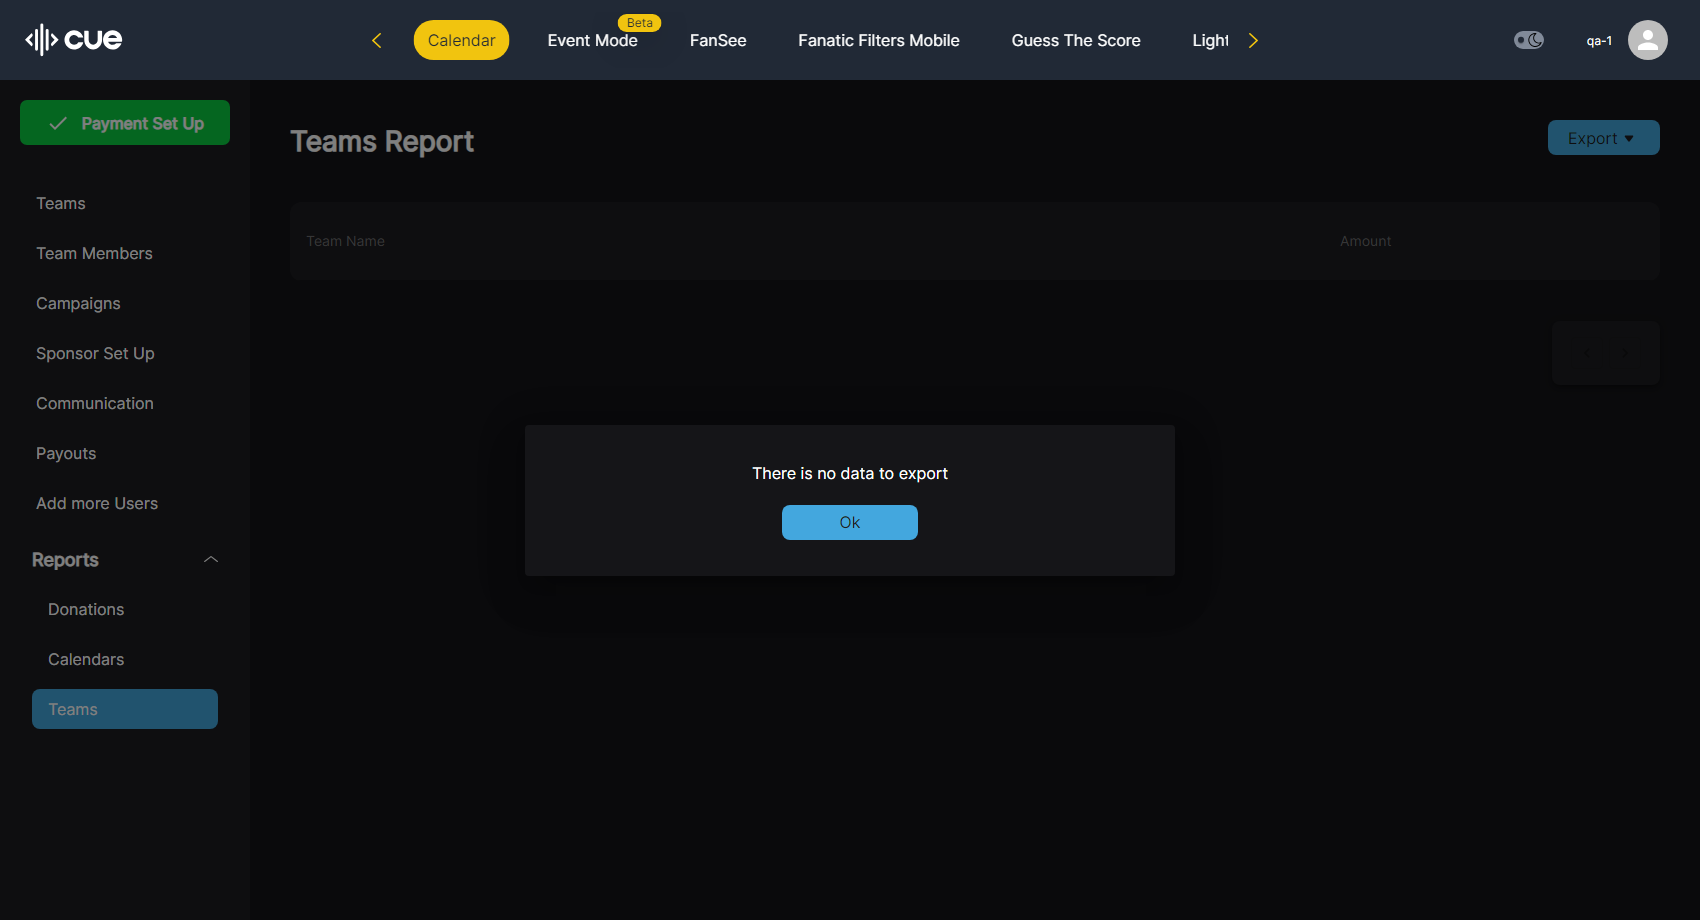 cue
Calendar
Event Mode
Beta
FanSee
Fanatic Filters Mobile
Guess The Score
Light
qa-1
Payment Set Up
Teams
Team Members
Campaigns
Sponsor Set Up
Communication
Payouts
Add more Users
Reports
Donations
Calendars
Teams
Teams Report
Export
Team Name
Amount
There is no data to export
Ok